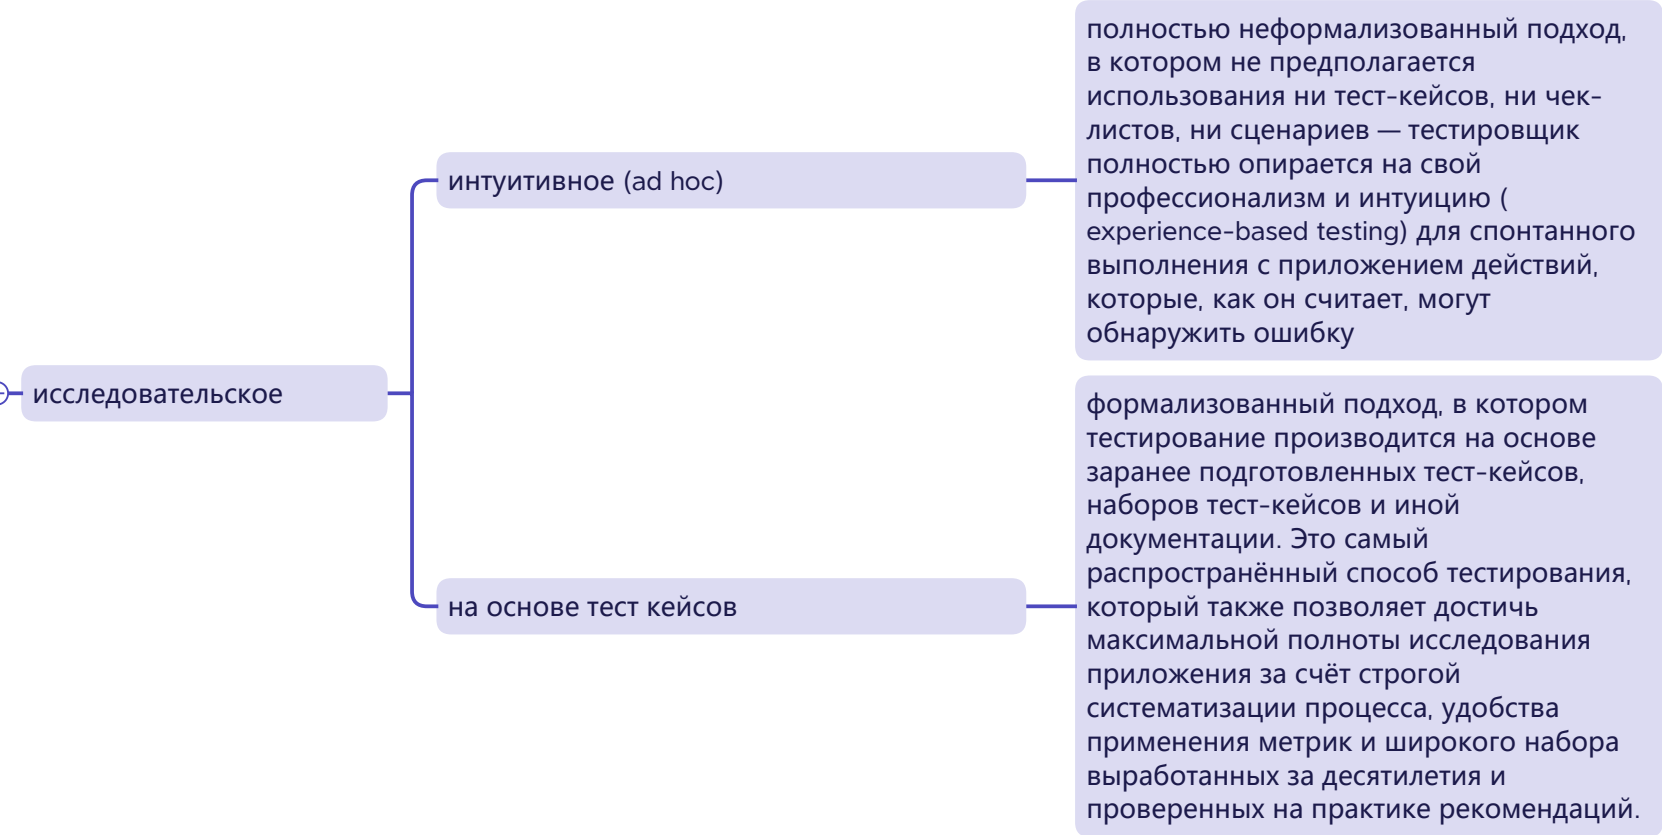 полностью неформализованный подход,
в котором не предполагается
использования ни тест-кейсов, ни чек-
листов, ни сценариев — тестировщик
полностью опирается на свой
профессионализм и интуицию (
experience-based testing) для спонтанного
выполнения с приложением действий,
которые, как он считает, могут
обнаружить ошибку
интуитивное (ad hoc)
исследовательское
формализованный подход, в котором
тестирование производится на основе
заранее подготовленных тест-кейсов,
наборов тест-кейсов и иной
документации. Это самый
распространённый способ тестирования,
который также позволяет достичь
максимальной полноты исследования
приложения за счёт строгой
систематизации процесса, удобства
применения метрик и широкого набора
выработанных за десятилетия и
проверенных на практике рекомендаций.
на основе тест кейсов